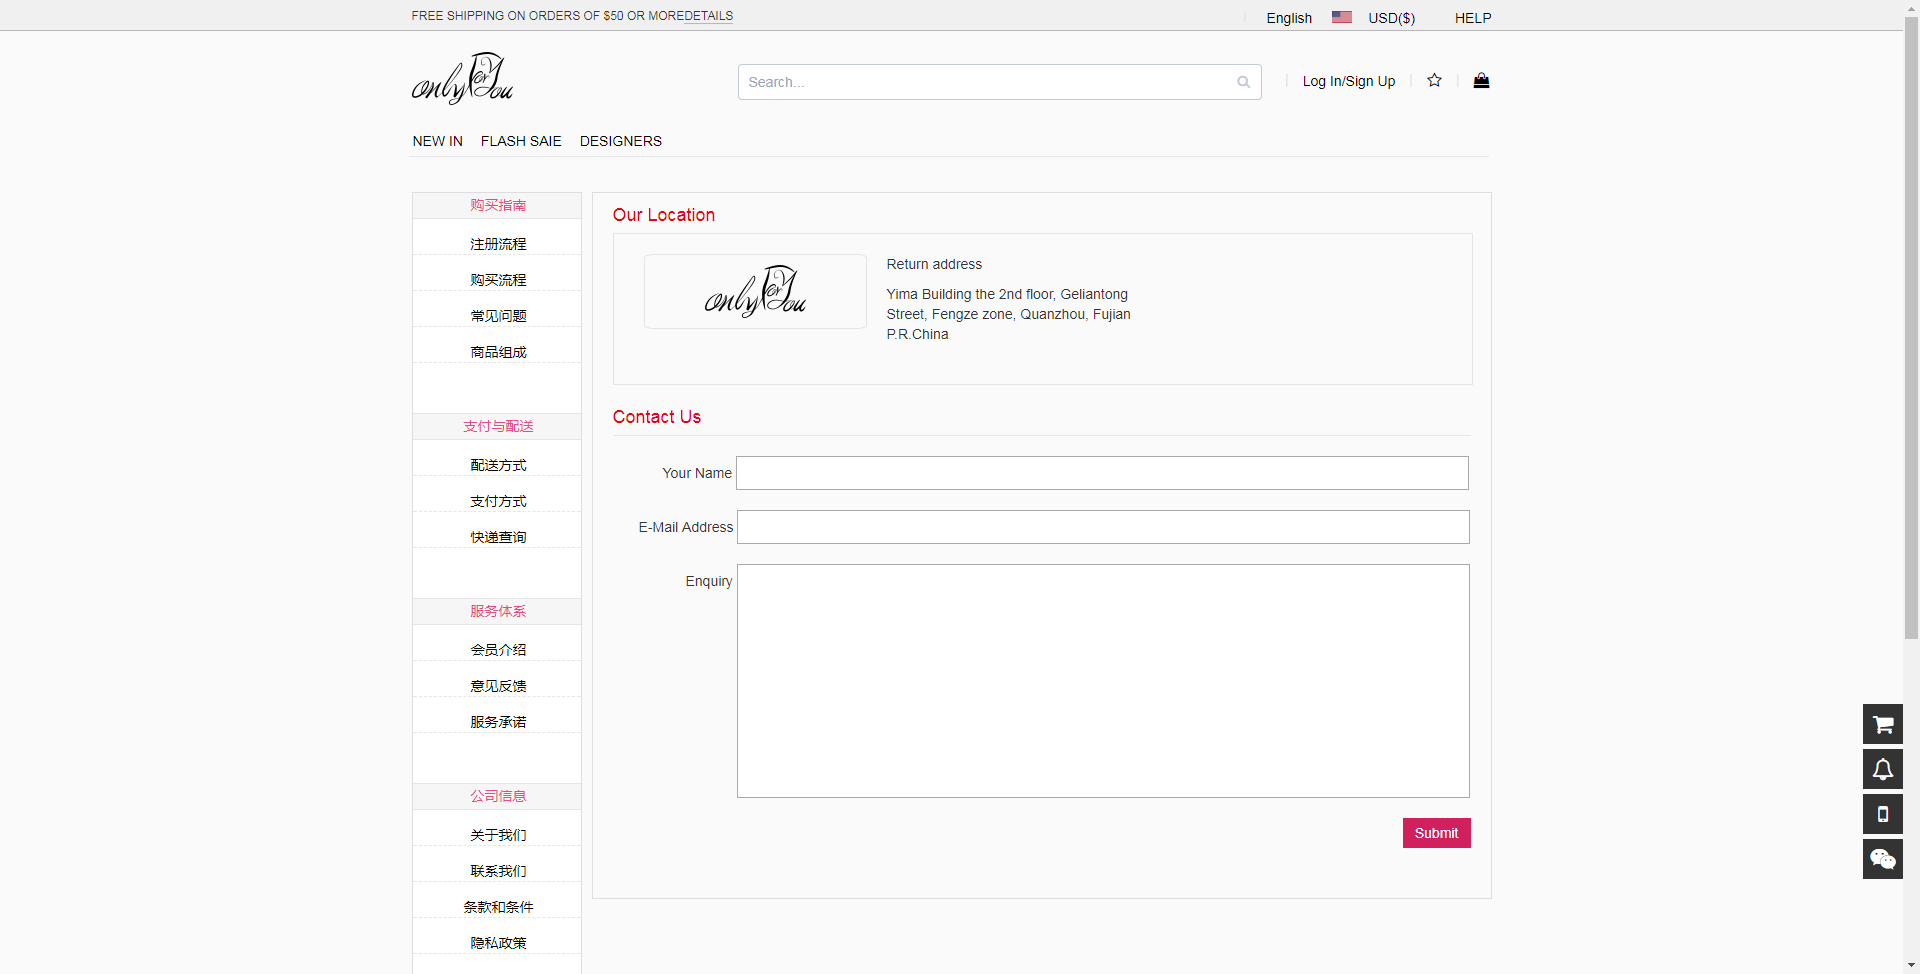 FREE SHIPPING ON ORDERS OF $50 OR MOREDETAILS
English
USD($)
HELP
only For You
Search...
Log In/Sign Up
NEW IN
FLASH SAIE
DESIGNERS
购买指南
注册流程
购买流程
常见问题
商品组成
支付与配送
配送方式
支付方式
快递查询
服务体系
会员介绍
意见反馈
服务承诺
公司信息
关于我们
联系我们
条款和条件
隐私政策
Our Location
only For You
Return address
Yima Building the 2nd floor, Geliantong
Street, Fengze zone, Quanzhou, Fujian
P.R.China
Contact Us
Your Name
E-Mail Address
Enquiry
Submit